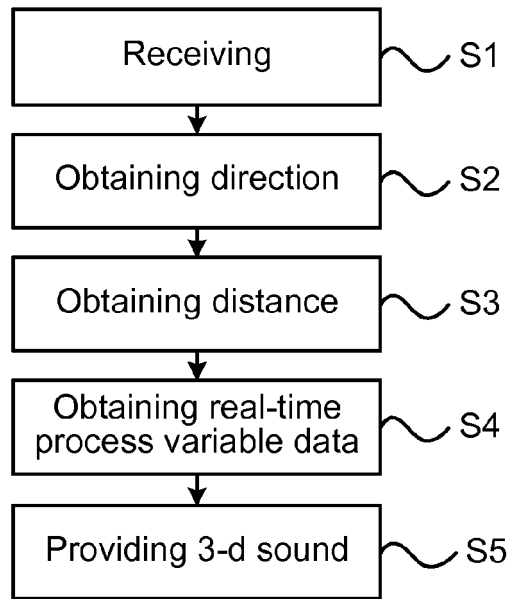 Receiving
S1
Obtaining direction
S2
Obtaining distance
S3
Obtaining real-time
process variable data
S4
Providing 3-d sound
S5